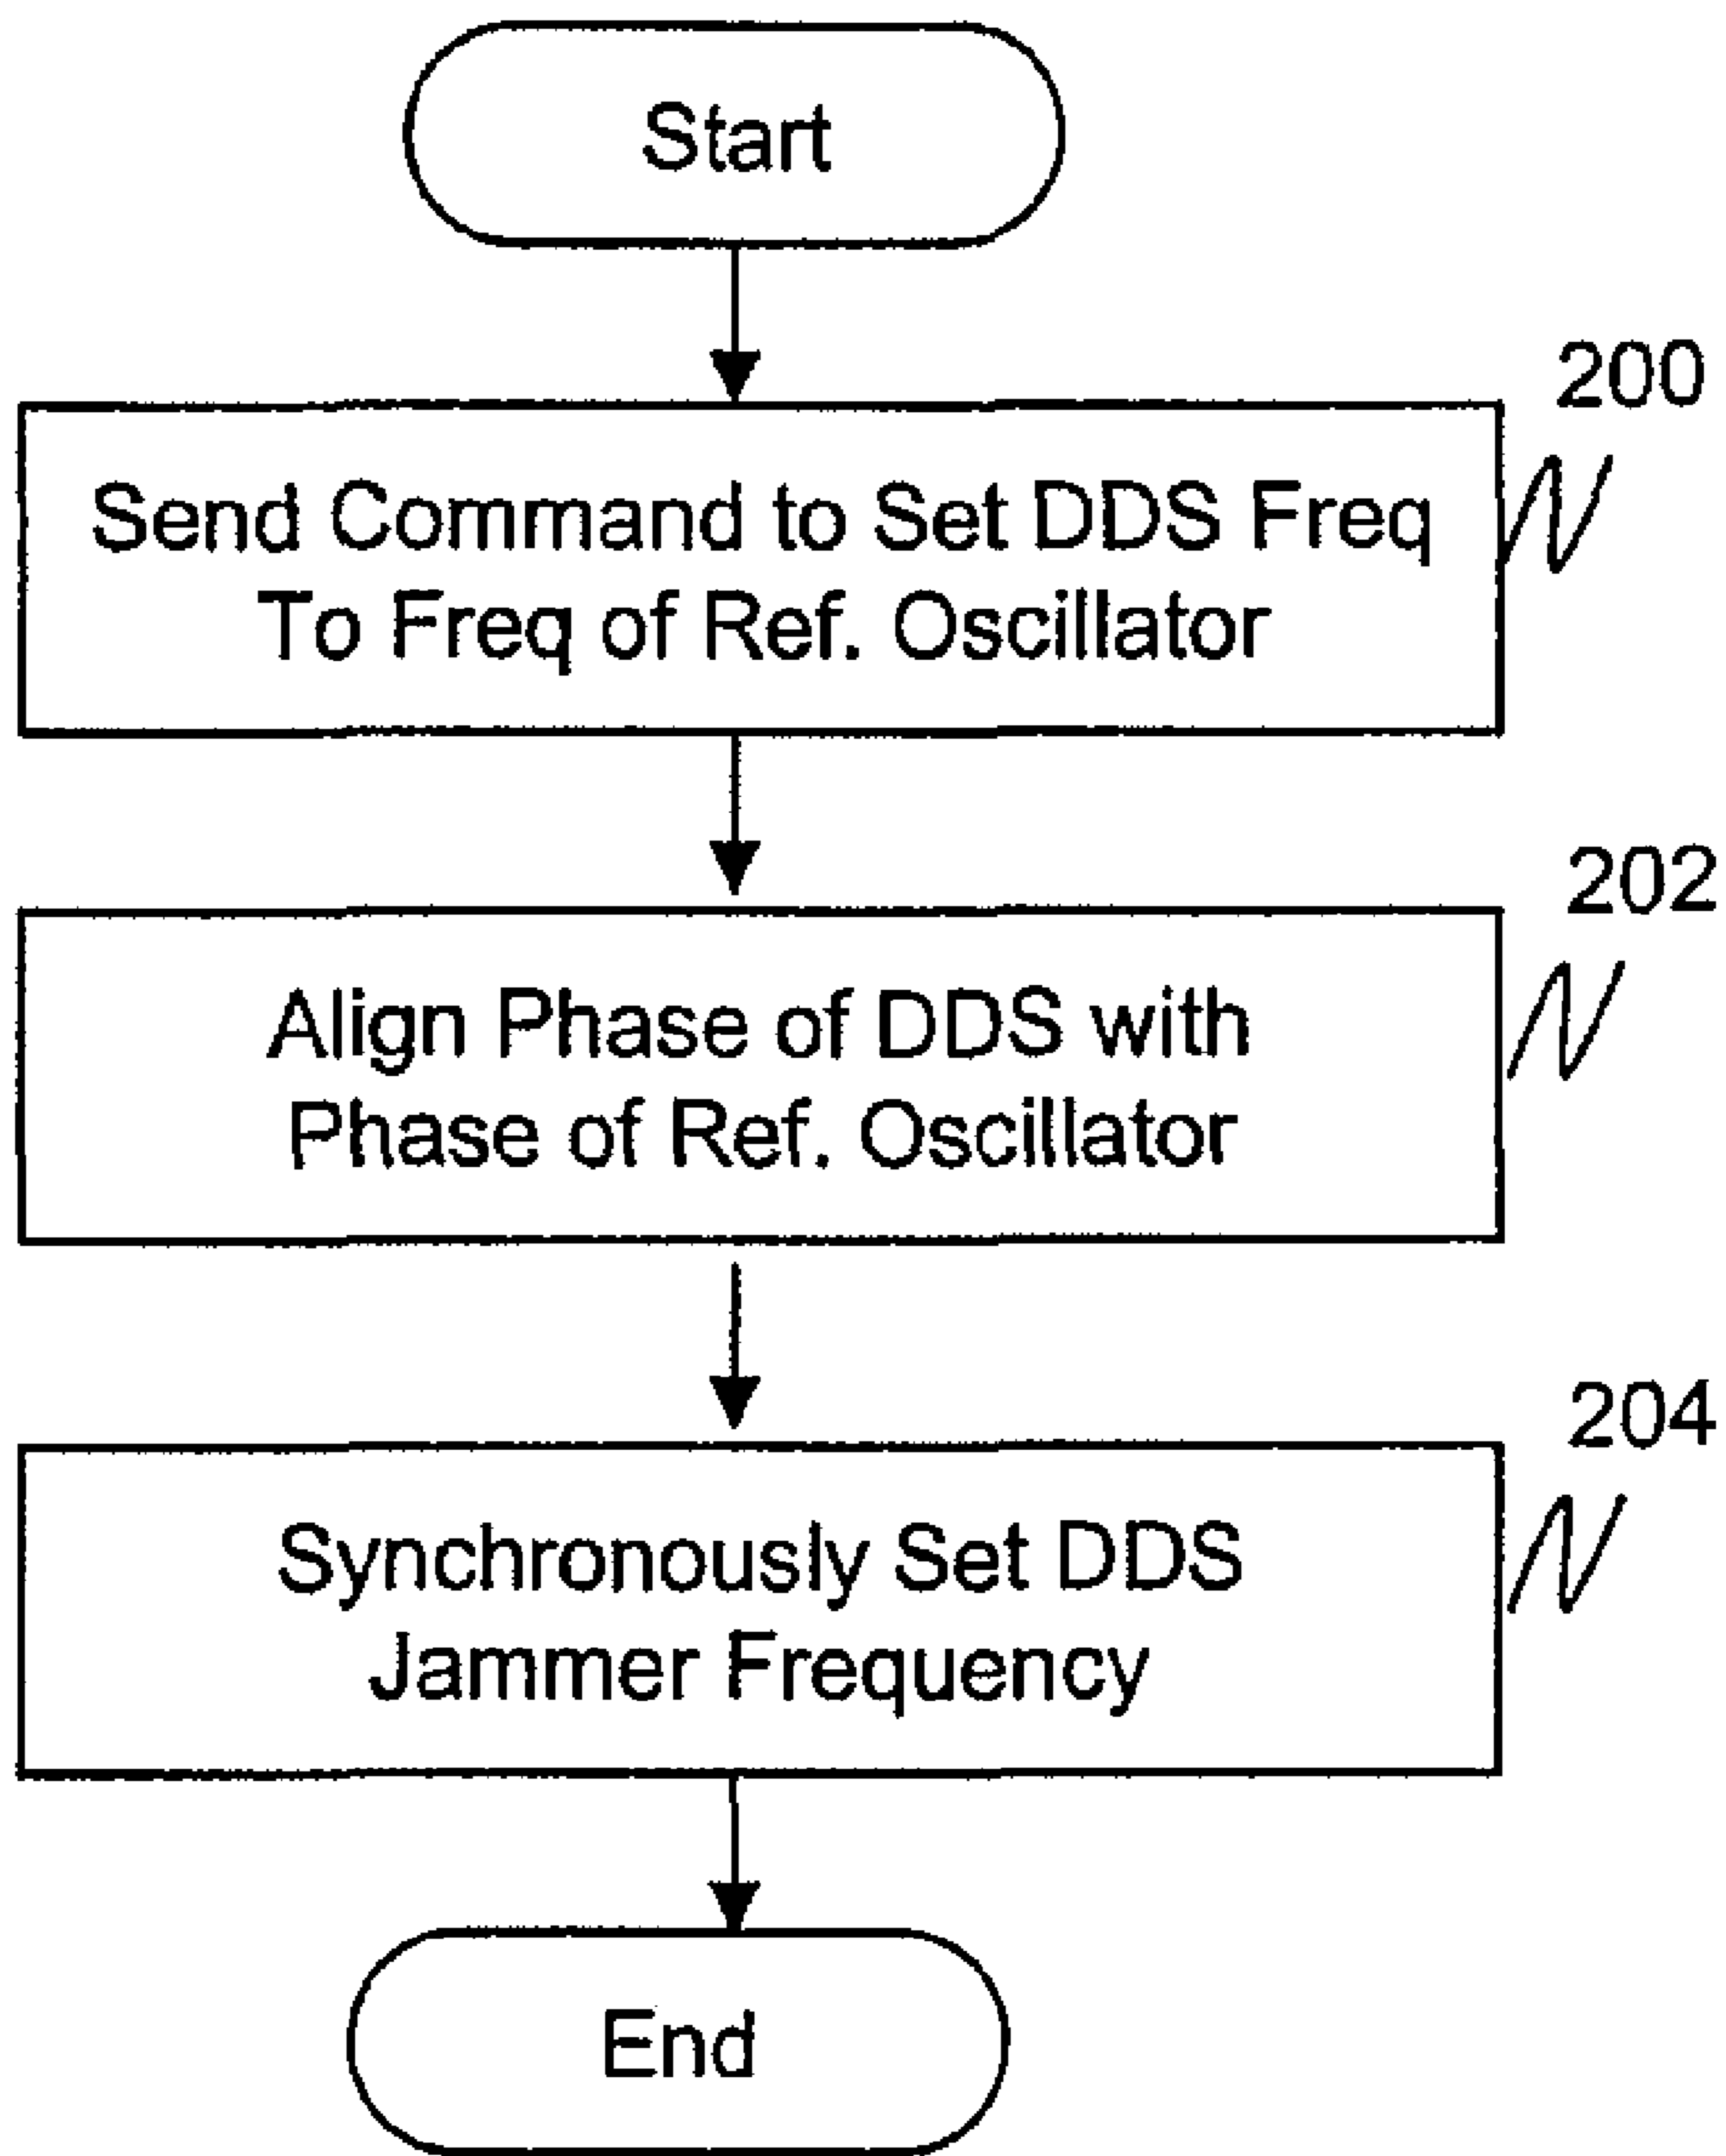 Start
200
Send Command to Set DDS Freq
To Freq of Ref. Oscillator
202
Align Phase of DDS with
Phase of Ref. Oscillator
204
Synchronously Set DDS
Jammer Frequency
End